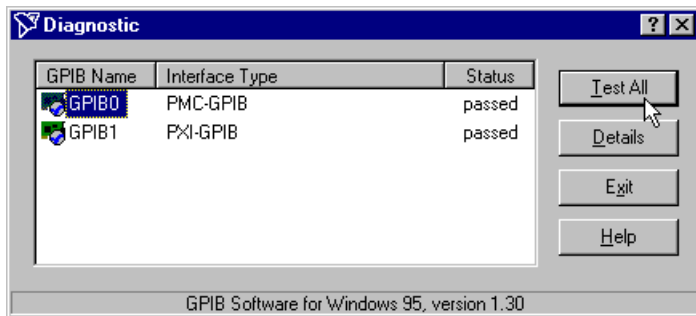 Diagnostic
GPIB Name Interface Type Status
GPIB0 PMC-GPIB passed
GPIB1 PXI-GPIB passed
Test All
Details
Exit
Help
GPIB Software for Windows 95, version 1.30